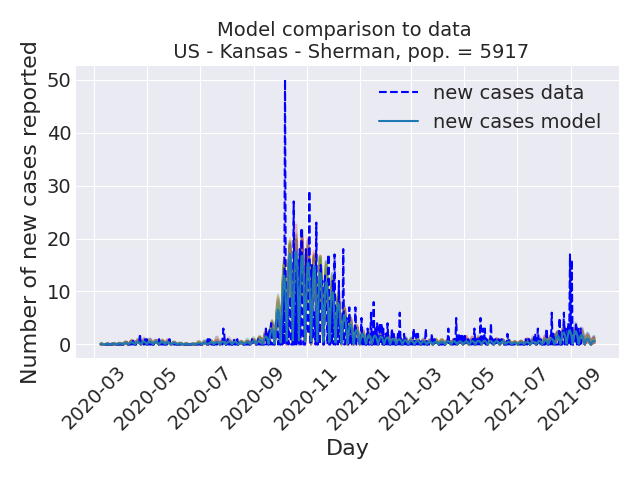 Model comparison to data
US - Kansas - Sherman, pop. = 5917
Number of new cases reported
50
40
30
20
10
0
new cases data
new cases model
2020-03
2020-05
2020-07
2020-09
2020-11
2021-01
2021-03
2021-05
2021-07
2021-09
Day